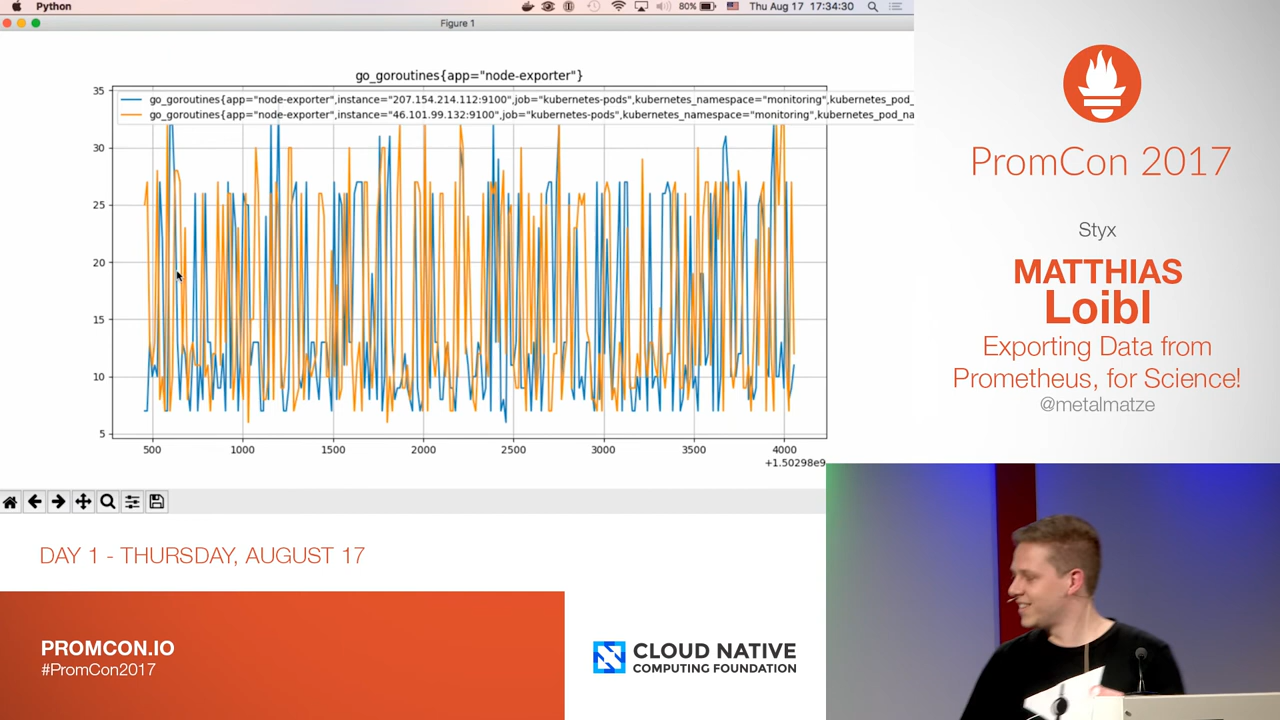 Python
80%
Thu Aug 17 17:34:30
Figure 1
go_goroutines{app="node-exporter"}
go_goroutines{app="node-exporter",instance="207.154.214.112:9100",job="kubernetes-pods",kubernetes_namespace="monitoring",kubernetes_pod_
go_goroutines{app="node-exporter",instance="46.101.99.132:9100",job="kubernetes-pods",kubernetes_namespace="monitoring",kubernetes_pod_na
35
30
25
20
15
10
5
500 1000 1500 2000 2500 3000 3500 4000
+1.50298e9
PromCon 2017
Styx
MATTHIAS
Loibl
Exporting Data from
Prometheus, for Science!
@metalmatze
DAY 1 - THURSDAY, AUGUST 17
PROMCON.IO
#PromCon2017
CLOUD NATIVE
COMPUTING FOUNDATION